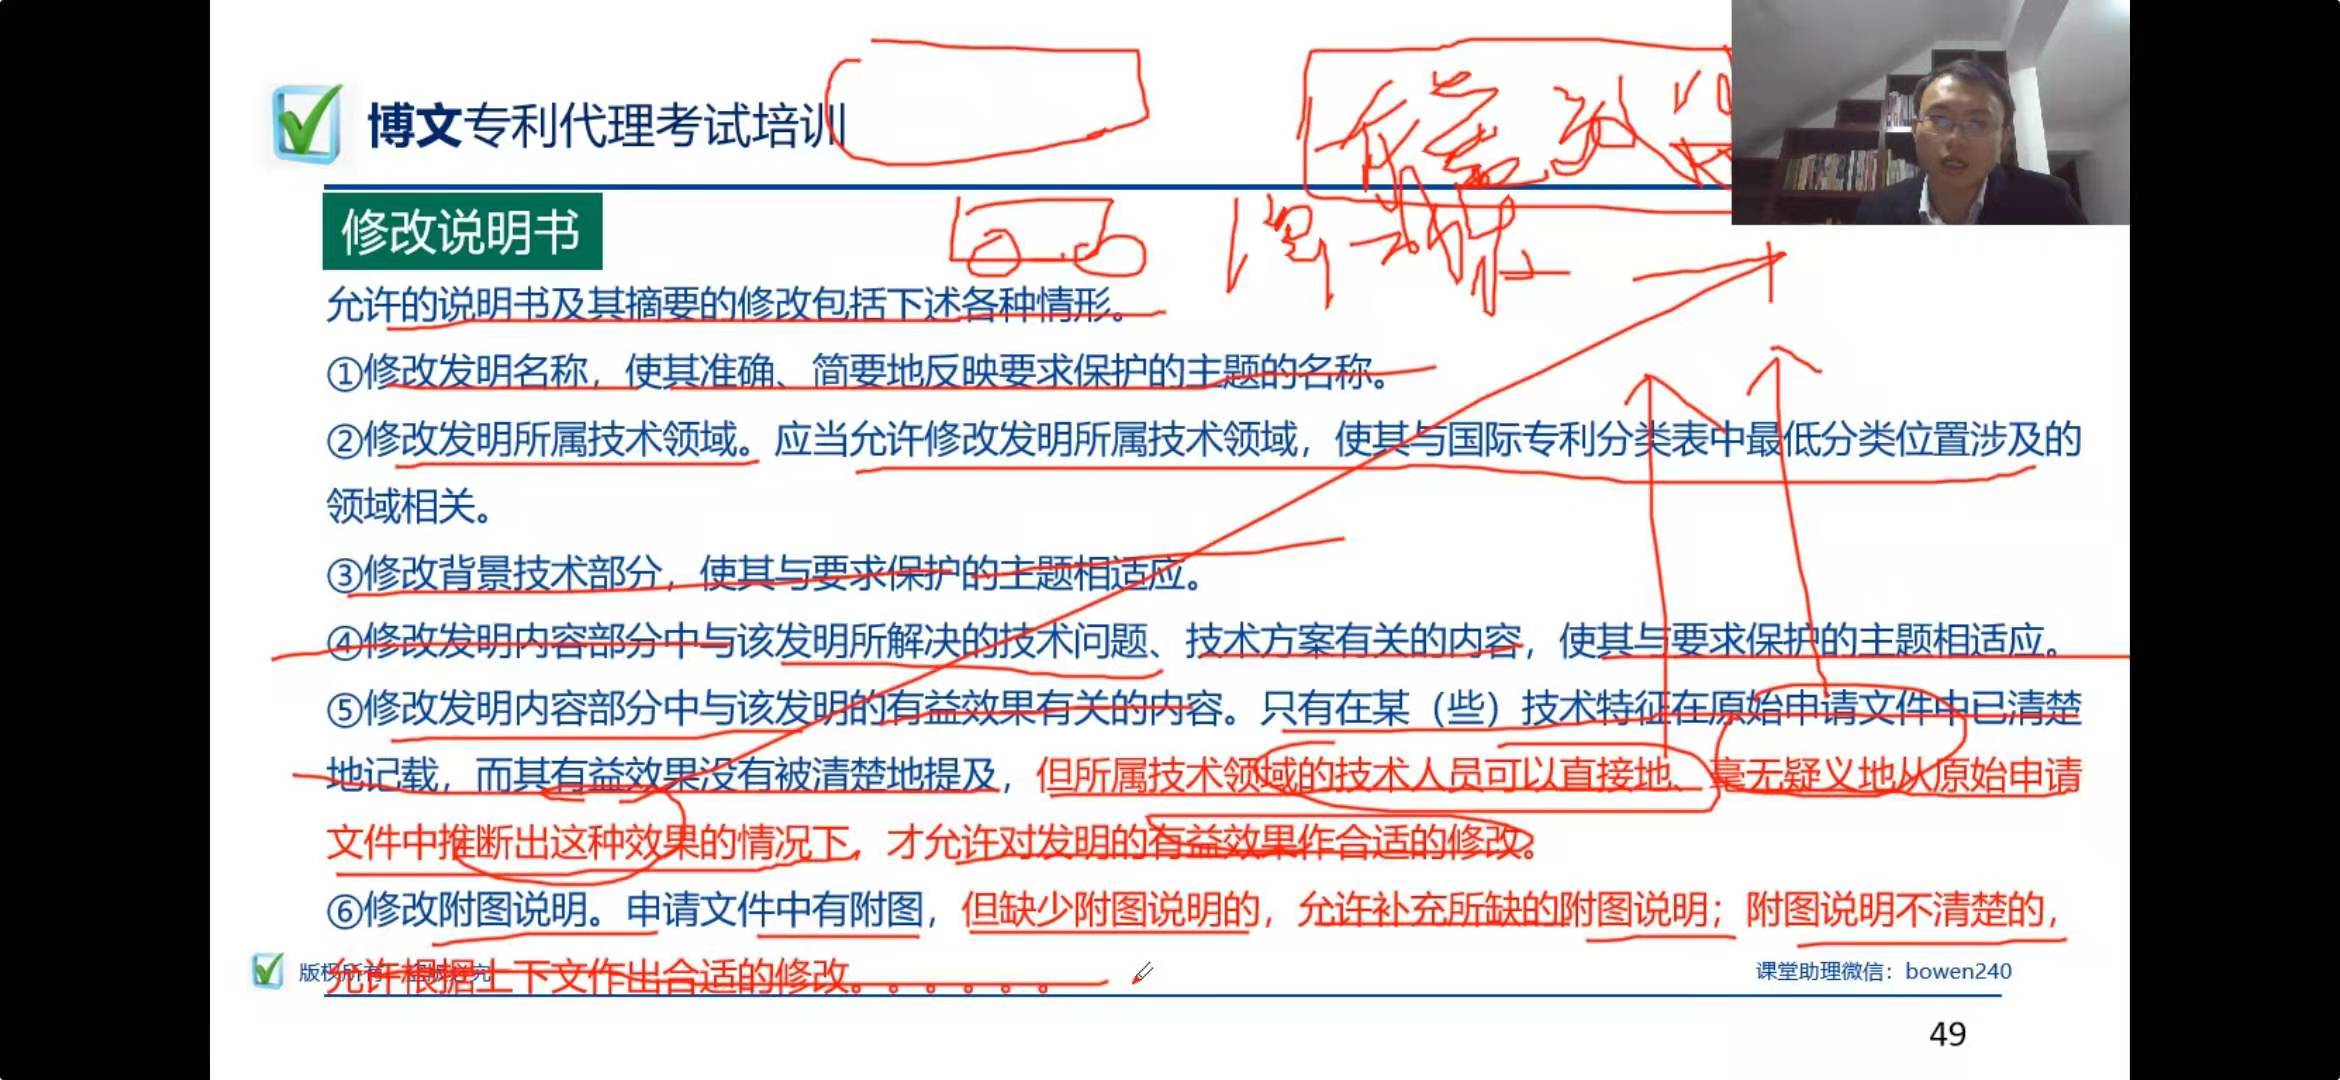 博文专利代理考试培训
修改说明书
允许的说明书及其摘要的修改包括下述各种情形。
①修改发明名称，使其准确、简要地反映要求保护的主题的名称。
②修改发明所属技术领域。应当允许修改发明所属技术领域，使其与国际专利分类表中最低分类位置涉及的
领域相关。
③修改背景技术部分，使其与要求保护的主题相适应。
④修改发明内容部分中与该发明所解决的技术问题、技术方案有关的内容，使其与要求保护的主题相适应。
⑤修改发明内容部分中与该发明的有益效果有关的内容。只有在某（些）技术特征在原始申请文件中已清楚
地记载，而其有益效果没有被清楚地提及，但所属技术领域的技术人员可以直接地、毫无疑义地从原始申请
文件中推断出这种效果的情况下，才允许对发明的有益效果作合适的修改。
⑥修改附图说明。申请文件中有附图，但缺少附图说明的，允许补充所缺的附图说明；附图说明不清楚的，
允许根据上下文作出合适的修改。。。。。。
版权所有
课堂助理微信：bowen240
49